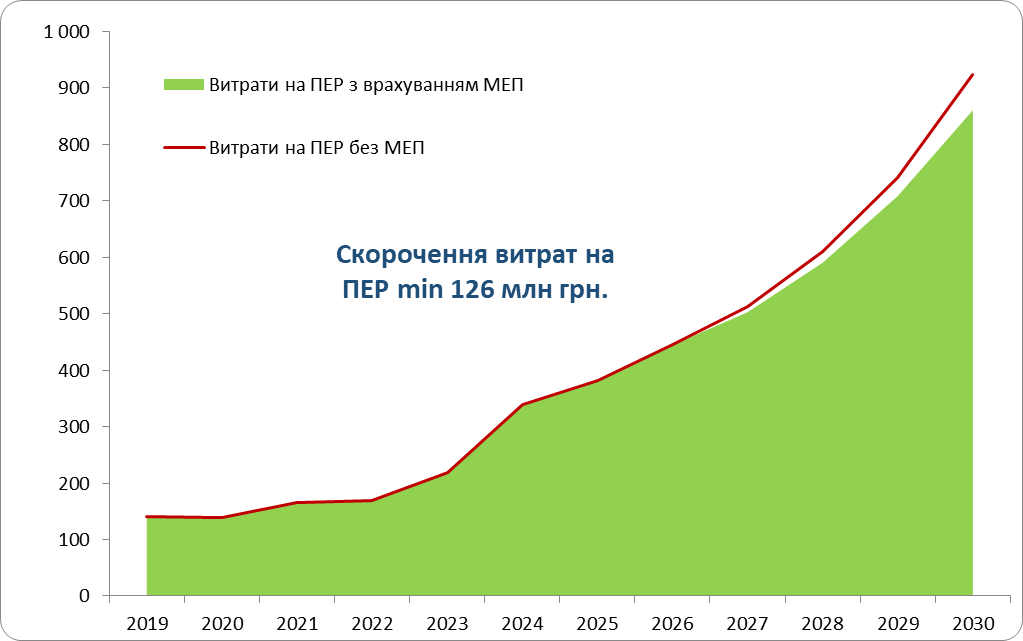 1 000
900
800
700
600
500
400
300
200
100
0
Витрати на ПЕР з врахуванням МЕП
Витрати на ПЕР без МЕП
Скорочення витрат на
ПЕР min 126 млн грн.
2019 2020 2021 2022 2023 2024 2025 2026 2027 2028 2029 2030